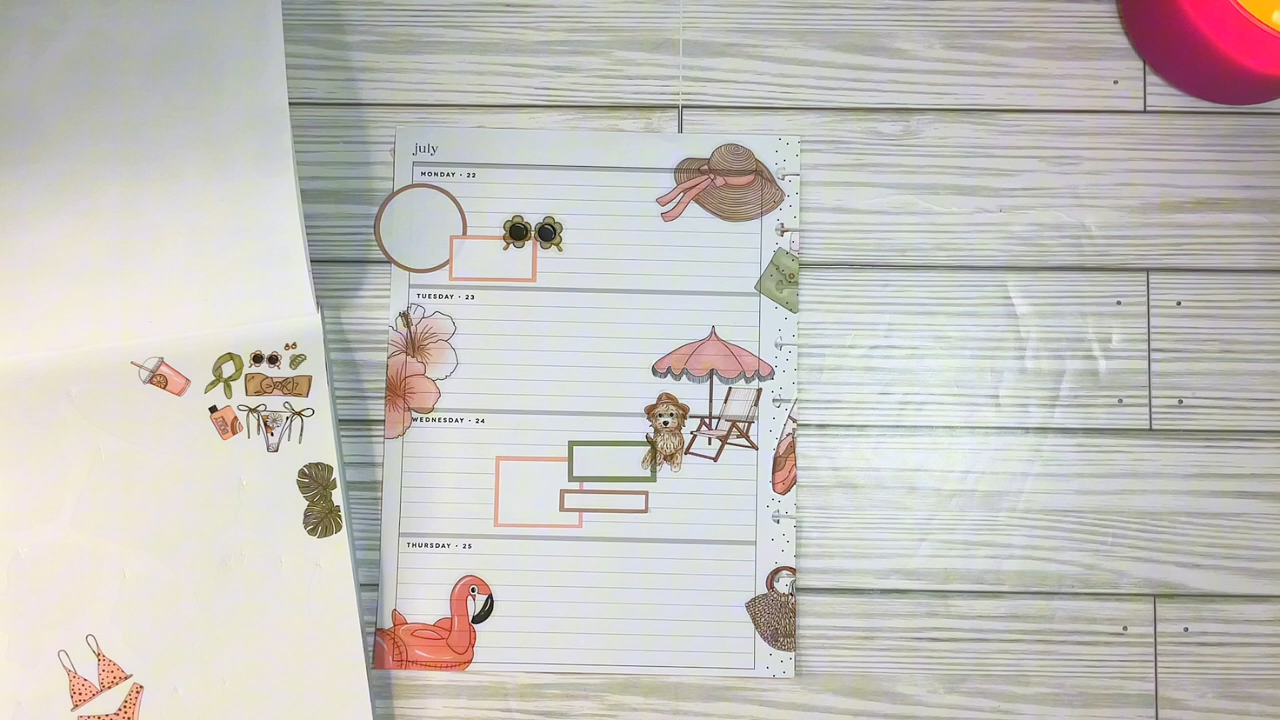 july
MONDAY • 22
TUESDAY • 23
WEDNESDAY • 24
THURSDAY • 25